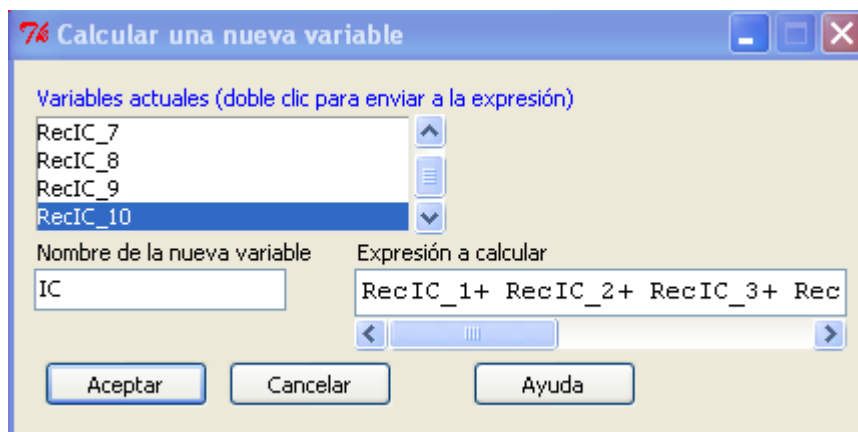 7% Calcular una nueva variable
Variables actuales (doble clic para enviar a la expresión)
RecIC_7
RecIC_8
RecIC_9
RecIC_10
Nombre de la nueva variable Expresión a calcular
IC RecIC_1+ RecIC_2+ RecIC_3+ Rec
Aceptar Cancelar Ayuda